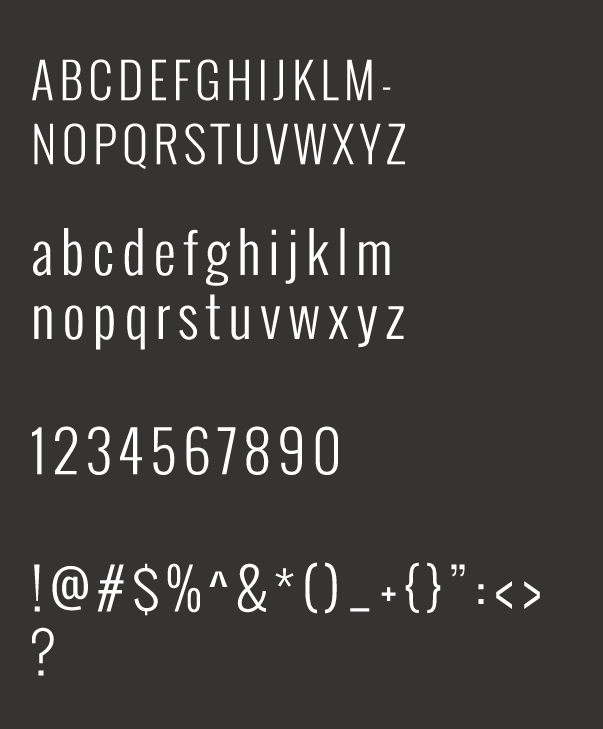 ABCDEFGHIJKLM-
NOPQRSTUVWXYZ
abcdefghijklm
nopqrstuvwxyz
1234567890
!@#$%^&*()_+{}”:<>
?